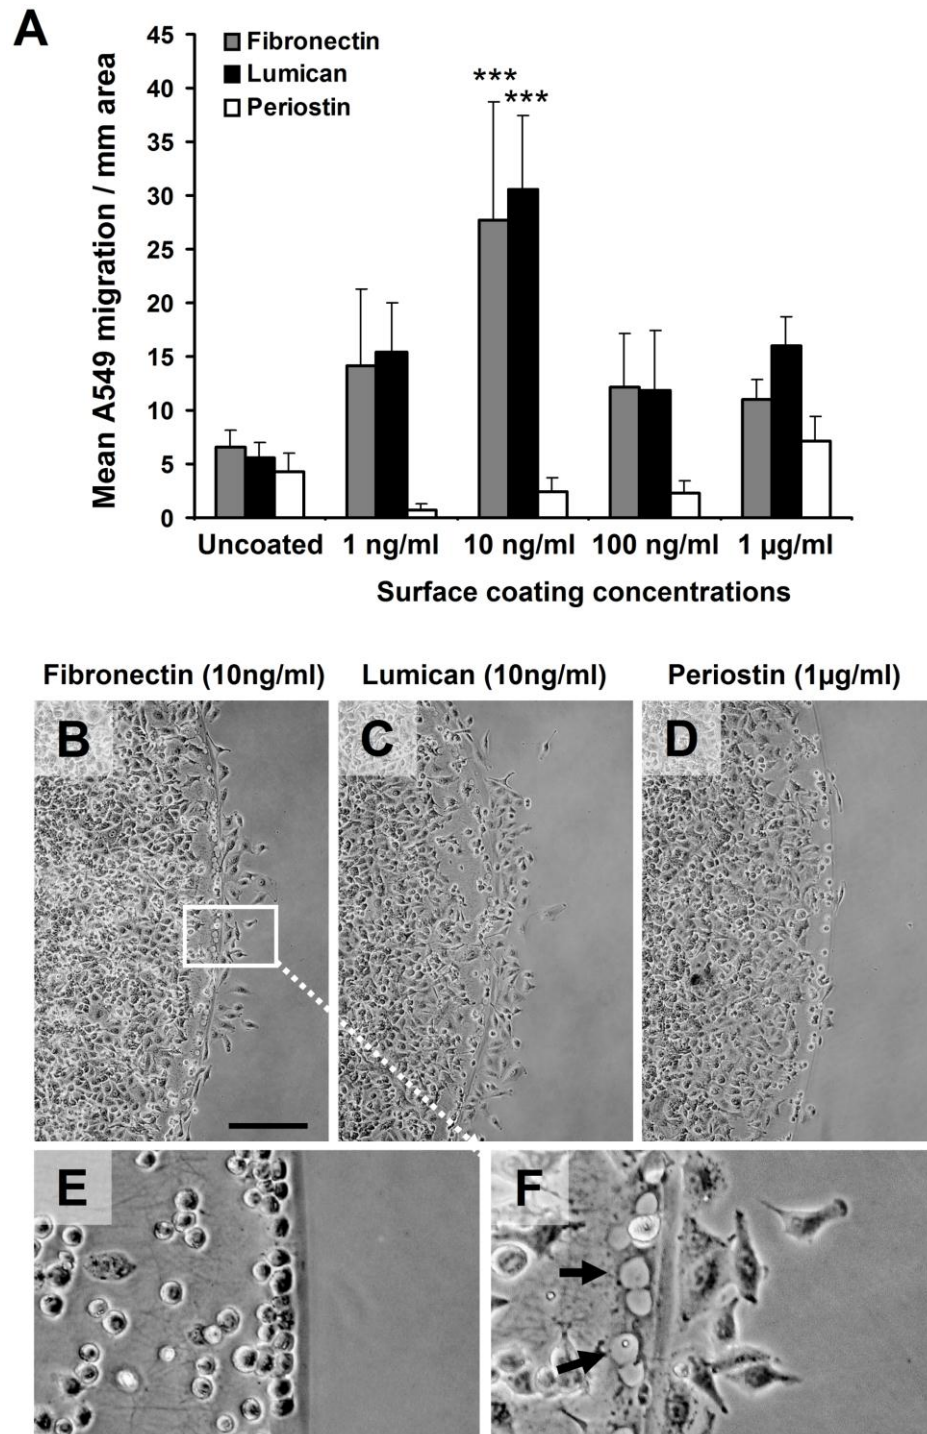 A
Mean A549 migration / mm area
45
40
35
30
25
20
15
10
5
0
Fibronectin
Lumican
Periostin
***
***
Uncoated 1 ng/ml 10 ng/ml 100 ng/ml 1 µg/ml
Surface coating concentrations
Fibronectin (10ng/ml) Lumican (10ng/ml) Periostin (1µg/ml)
B C D
E F